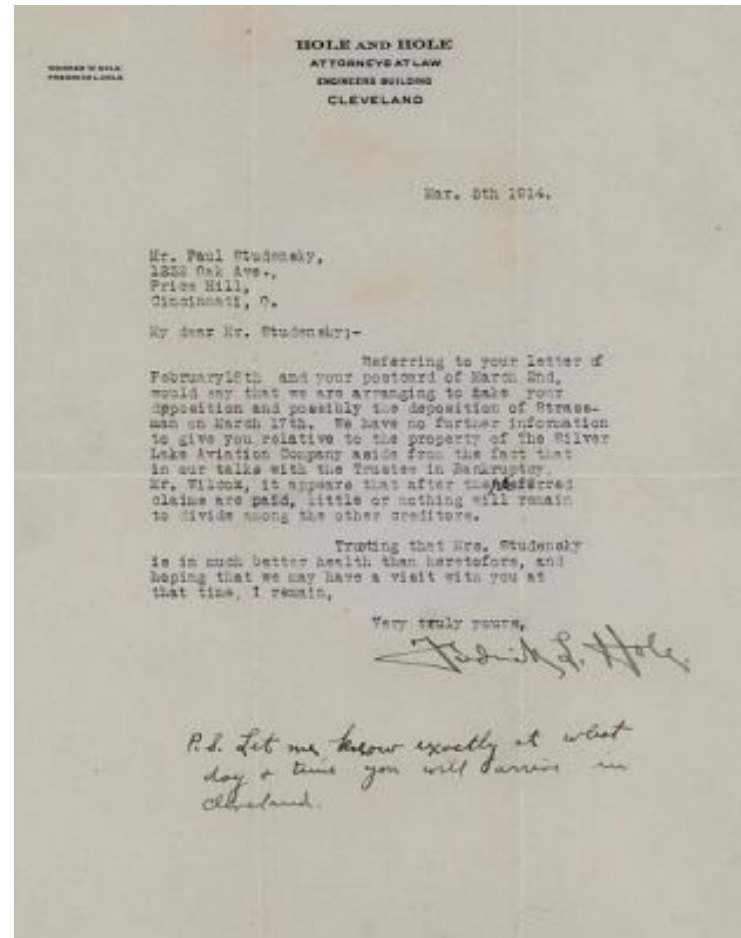 HOLE AND HOLE
ATTORNEYS AT LAW
ENGINEERS BUILDING
CLEVELAND
Mar. 5th 1914.
Mr. Paul Studensky,
1832 Oak Ave.,
Price Hill,
Cincinnati, O.
My dear Mr. Studensky;-
Referring to your letter of
February18th and your postcard of March 2nd,
would say that we are arranging to take your
dpposition and possibly the deposition of Strass-
man on March 17th. We have no further information
to give you relative to the property of The Silver
Lake Aviation Company aside from the fact that
in our talks with the Trustee in Bankruptcy,
Mr. Wilcox, it appears that after the
claims are paid, little or nothing will remain
to divide among the other creditors.
Trusting that Mrs. Studensky
is in much better health than heretofore, and
hoping that we may have a visit with you at
that time, I remain,
Very truly yours,
Fredrick L. Hole
P.S. Let me know exactly at what
day & time you will arrive in
Cleveland.